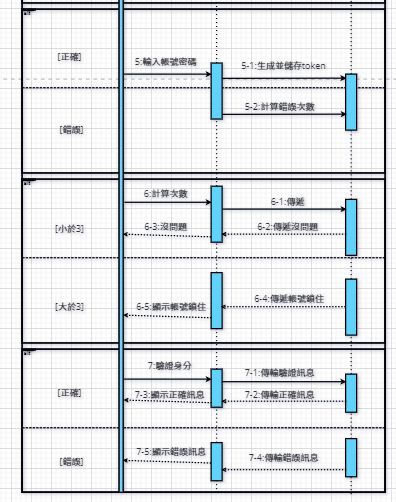 [正確]
5:輸入帳號密碼
5-1:生成並儲存token
5-2:計算錯誤次數
[錯誤]
6:計算次數
6-1:傳遞
6-3:沒問題
6-2:傳遞沒問題
[小於3]
6-4:傳遞帳號鎖住
6-5:顯示帳號鎖住
[大於3]
7:驗證身分
7-1:傳輸驗證訊息
[正確]
7-3:顯示正確訊息
7-2:傳輸正確訊息
7-5:顯示錯誤訊息
7-4:傳輸錯誤訊息
[錯誤]